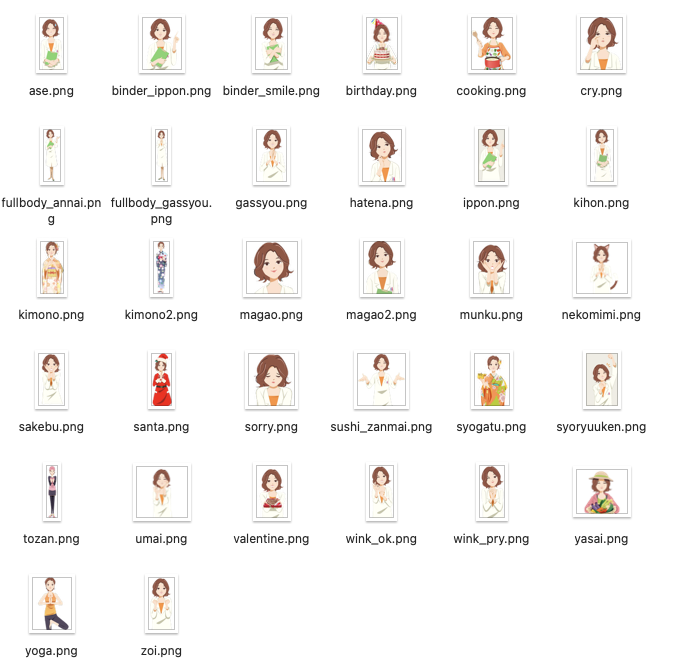 ase.png
binder_ippon.png
binder_smile.png
birthday.png
cooking.png
cry.png
fullbody_annai.pn
g
fullbody_gassyou.
png
gassyou.png
hatena.png
ippon.png
kihon.png
kimono.png
kimono2.png
magao.png
magao2.png
munku.png
nekomimi.png
sakebu.png
santa.png
sorry.png
sushi_zanmai.png
syogatu.png
syoryuuken.png
tozan.png
umai.png
valentine.png
wink_ok.png
wink_pry.png
yasai.png
yoga.png
zoi.png